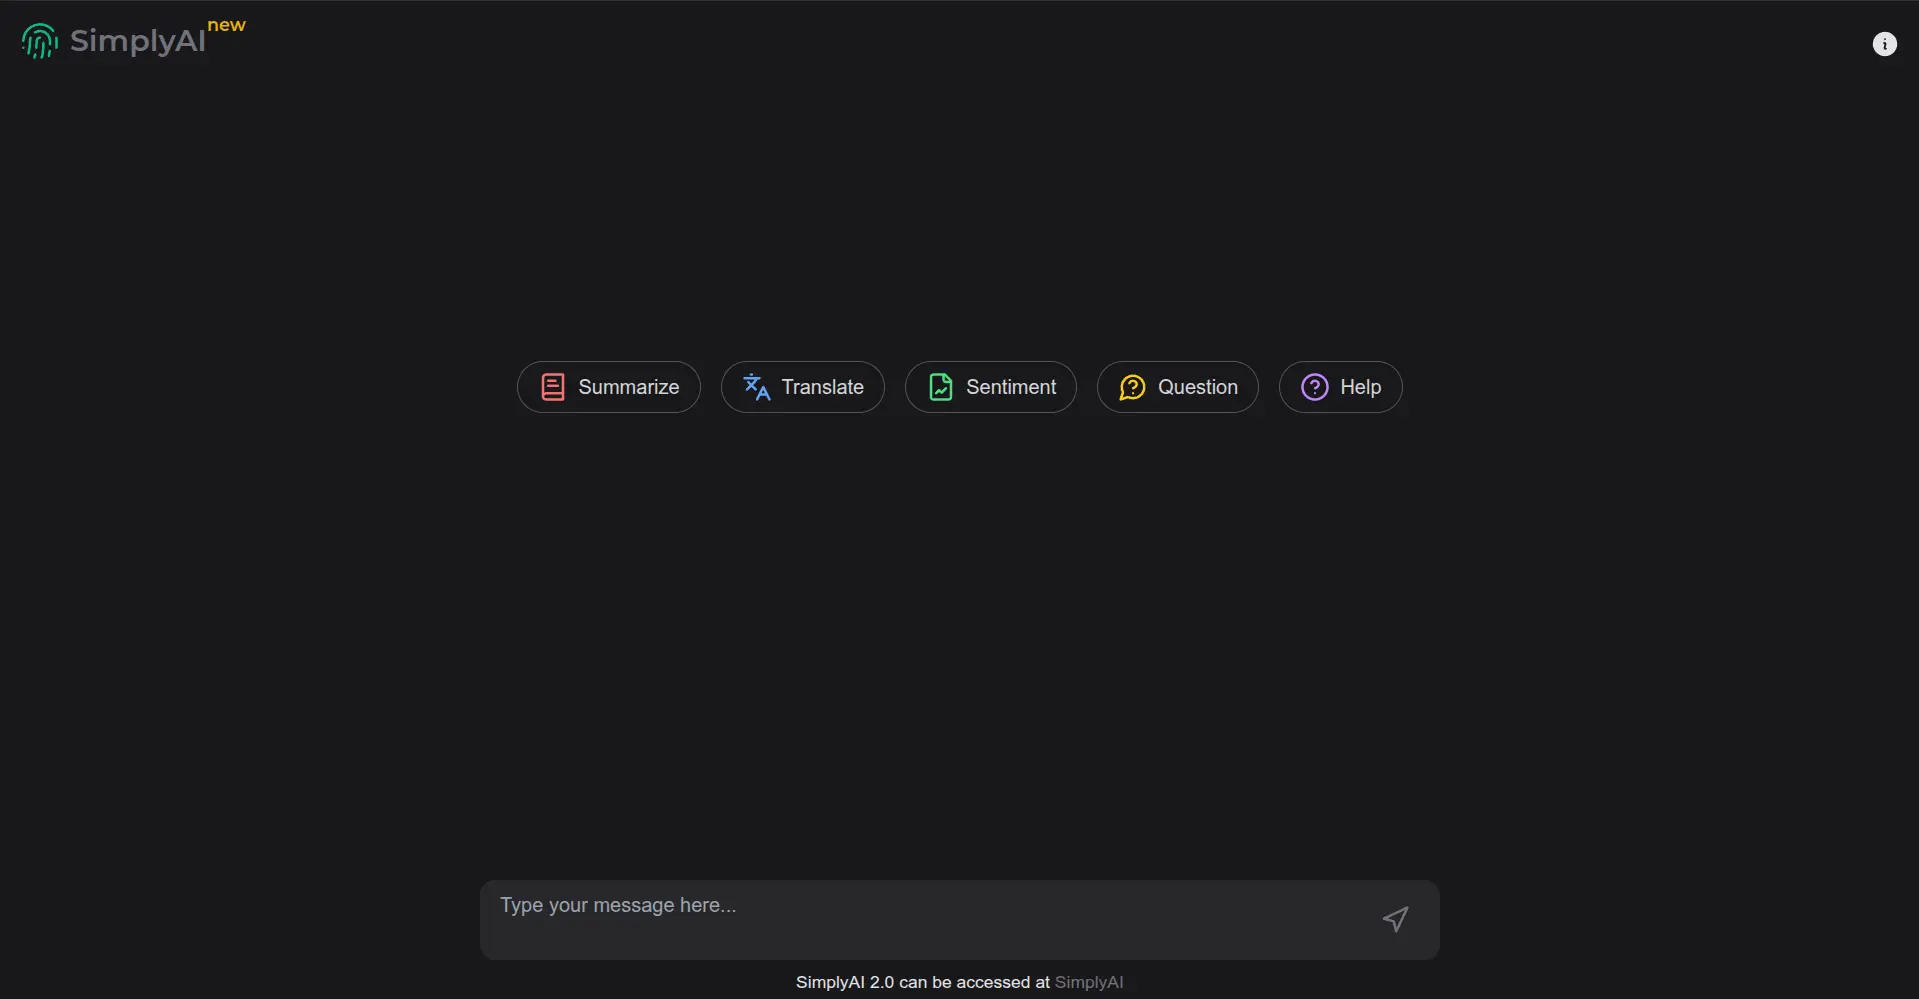 SimplyAI new
Summarize Translate Sentiment Question Help
Type your message here...
SimplyAI 2.0 can be accessed at SimplyAI